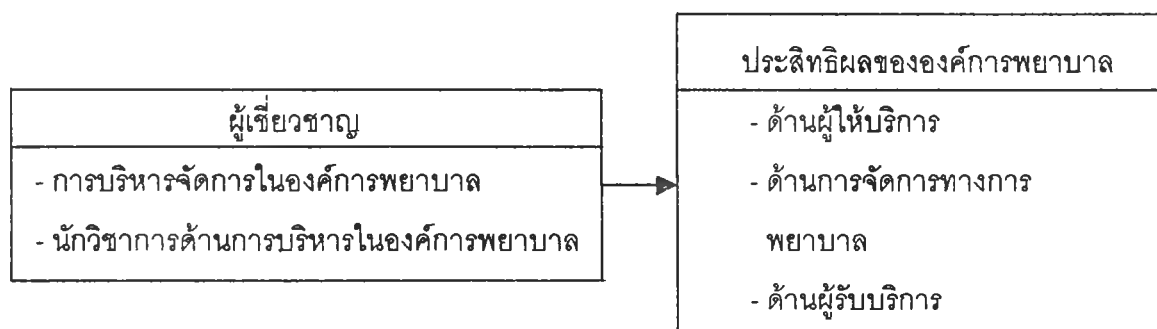 ผู้เชี่ยวชาญ
- การบริหารจัดการในองค์การพยาบาล
- นักวิชาการด้านการบริหารในองค์การพยาบาล
ประสิทธิผลขององค์การพยาบาล
- ด้านผู้ให้บริการ
- ด้านการจัดการทางการ
พยาบาล
- ด้านผู้รับบริการ